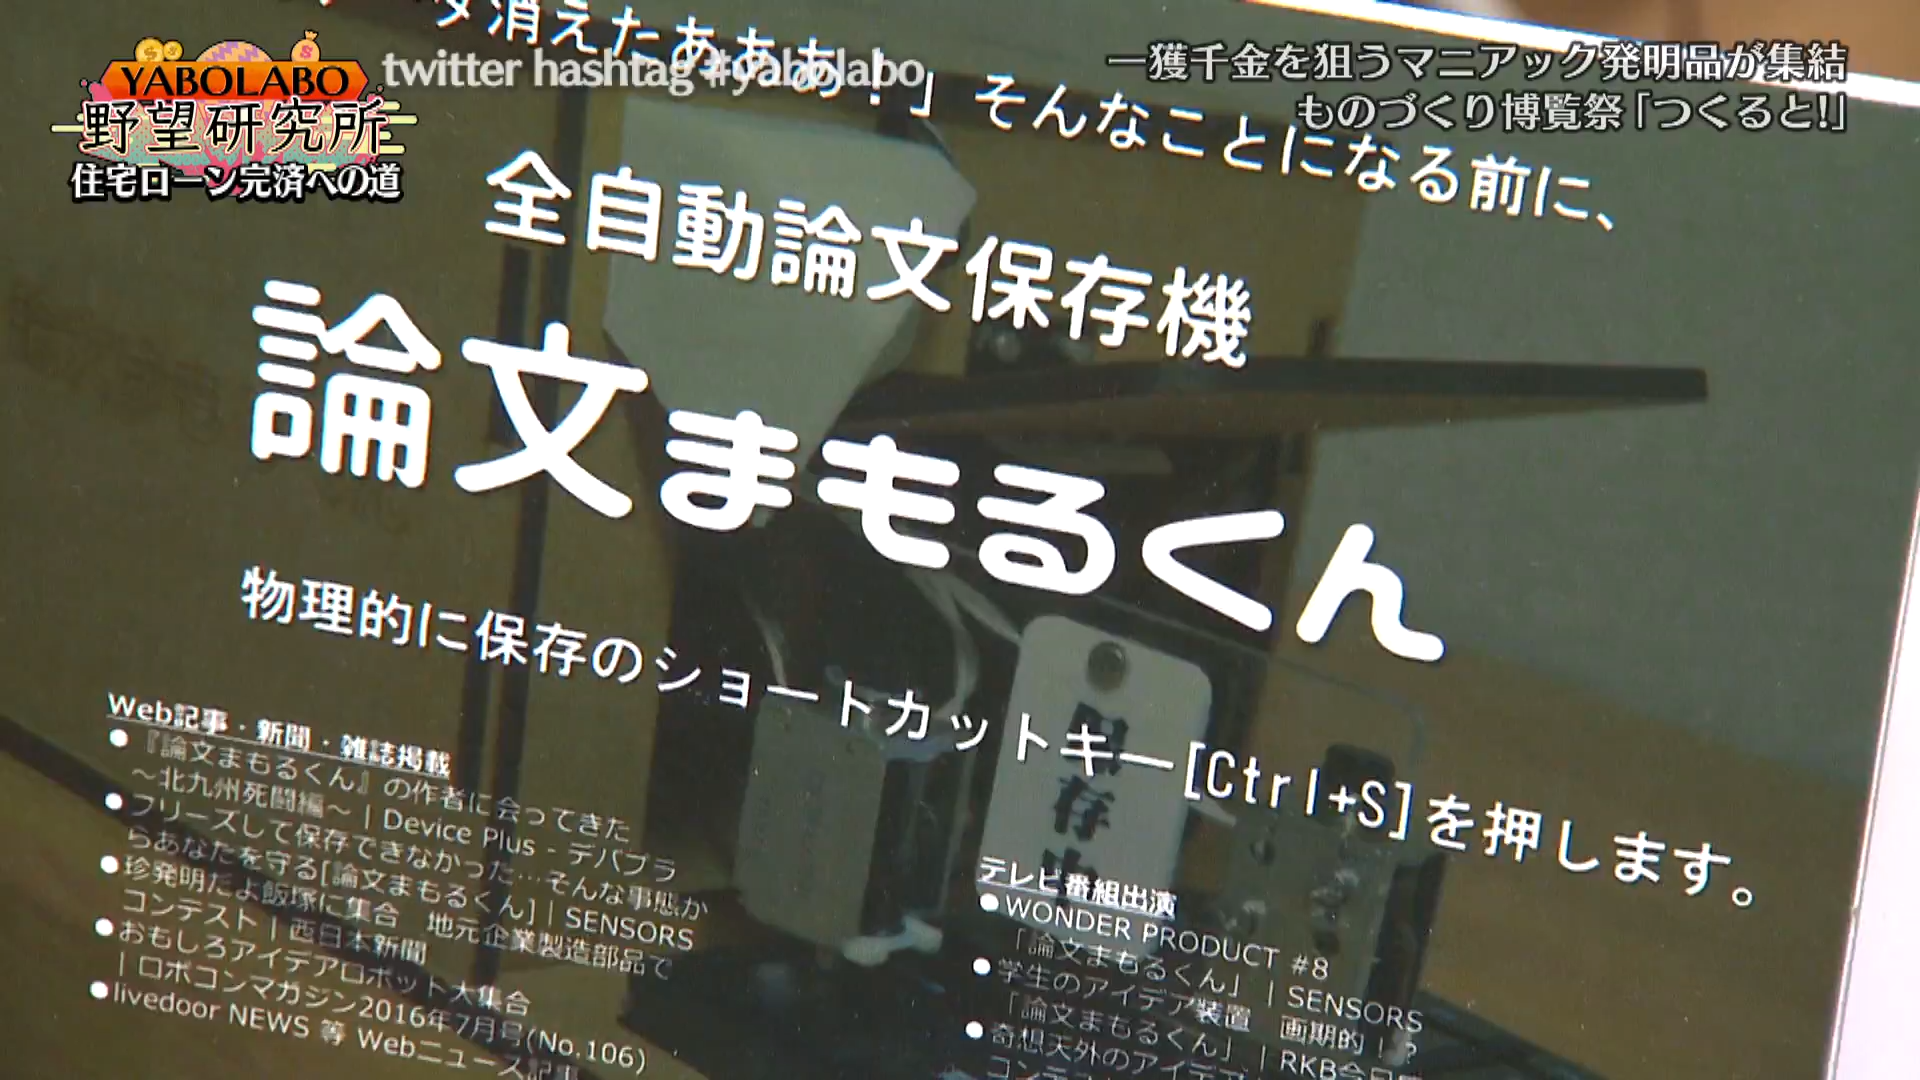 YABOLABO
野望研究所
住宅ローン完済への道
twitter hashtag #yabolabo
一獲千金を狙うマニアック発明品が集結
ものづくり博覧祭「つくると!」
消えたあああ!」そんなことになる前に、
全自動論文保存機
論文まもるくん
物理的に保存のショートカットキー[Ctrl+S]を押します。
Web記事・新聞・雑誌掲載
●『論文まもるくん』の作者に会ってきた
～北九州死闘編～ | Device Plus - デバプラ
●フリーズして保存できなかった…そんな事態か
らあなたを守る[論文まもるくん] | SENSORS
●珍発明だよ飯塚に集合 地元企業製造部品で
コンテスト | 西日本新聞
●おもしろアイデアロボット大集合
| ロボコンマガジン2016年7月号(No.106)
●livedoor NEWS 等 Webニュース記事
テレビ番組出演
●WONDER PRODUCT #8
「論文まもるくん」 | SENSORS
●学生のアイデア装置 画期的!?
「論文まもるくん」 | RKB今日
●奇想天外のアイデア
コンテ